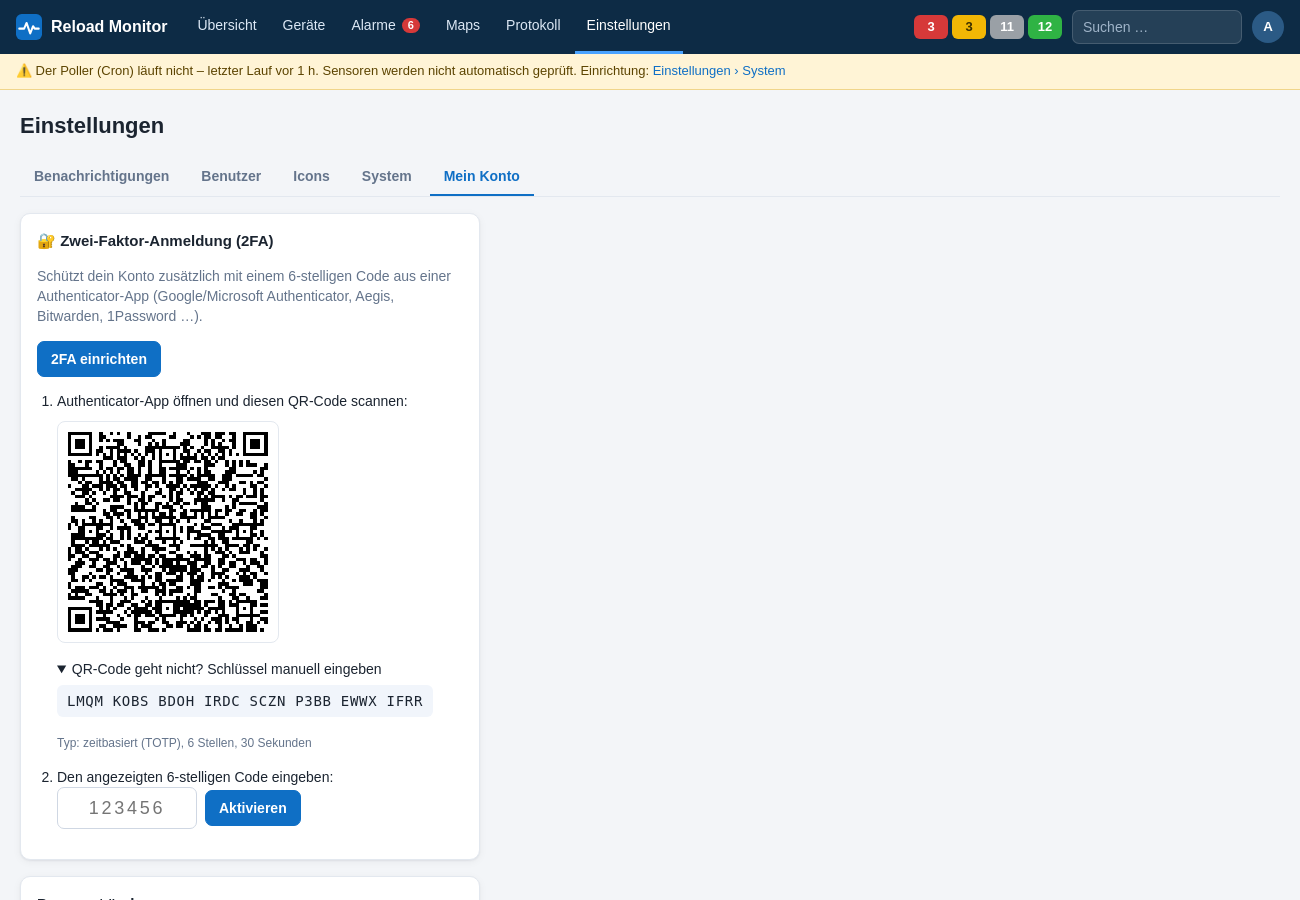 Reload Monitor
Übersicht
Geräte
Alarme 6
Maps
Protokoll
Einstellungen
3
3
11
12
Suchen …
A
⚠️ Der Poller (Cron) läuft nicht – letzter Lauf vor 1 h. Sensoren werden nicht automatisch geprüft. Einrichtung: Einstellungen › System
Einstellungen
Benachrichtigungen
Benutzer
Icons
System
Mein Konto
🔐 Zwei-Faktor-Anmeldung (2FA)
Schützt dein Konto zusätzlich mit einem 6-stelligen Code aus einer
Authenticator-App (Google/Microsoft Authenticator, Aegis,
Bitwarden, 1Password …).
2FA einrichten
1. Authenticator-App öffnen und diesen QR-Code scannen:
▼ QR-Code geht nicht? Schlüssel manuell eingeben
LMQM KOBS BDOH IRDC SCZN P3BB EWWX IFRR
Typ: zeitbasiert (TOTP), 6 Stellen, 30 Sekunden
2. Den angezeigten 6-stelligen Code eingeben:
123456
Aktivieren